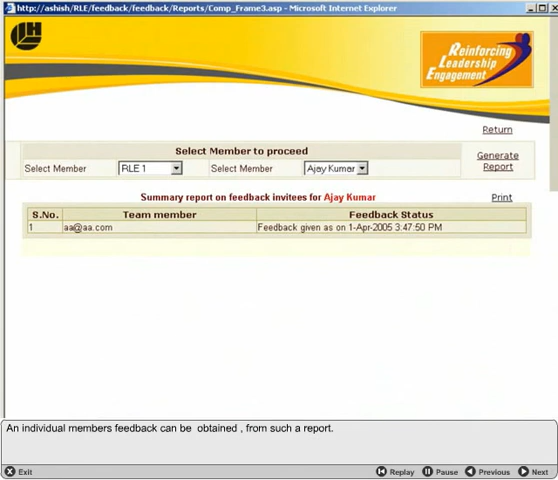 http://ashish/RLE/feedback/feedback/Reports/Comp_Frame3.asp - Microsoft Internet Explorer
Reinforcing
Leadership
Engagement
Return
Select Member to proceed
Select Member RLE 1 Select Member Ajay Kumar
Generate
Report
Summary report on feedback invitees for Ajay Kumar
Print
S.No. Team member Feedback Status
1 aa@aa.com Feedback given as on 1-Apr-2005 3:47:50 PM
An individual members feedback can be obtained , from such a report.
Exit Replay Pause Previous Next